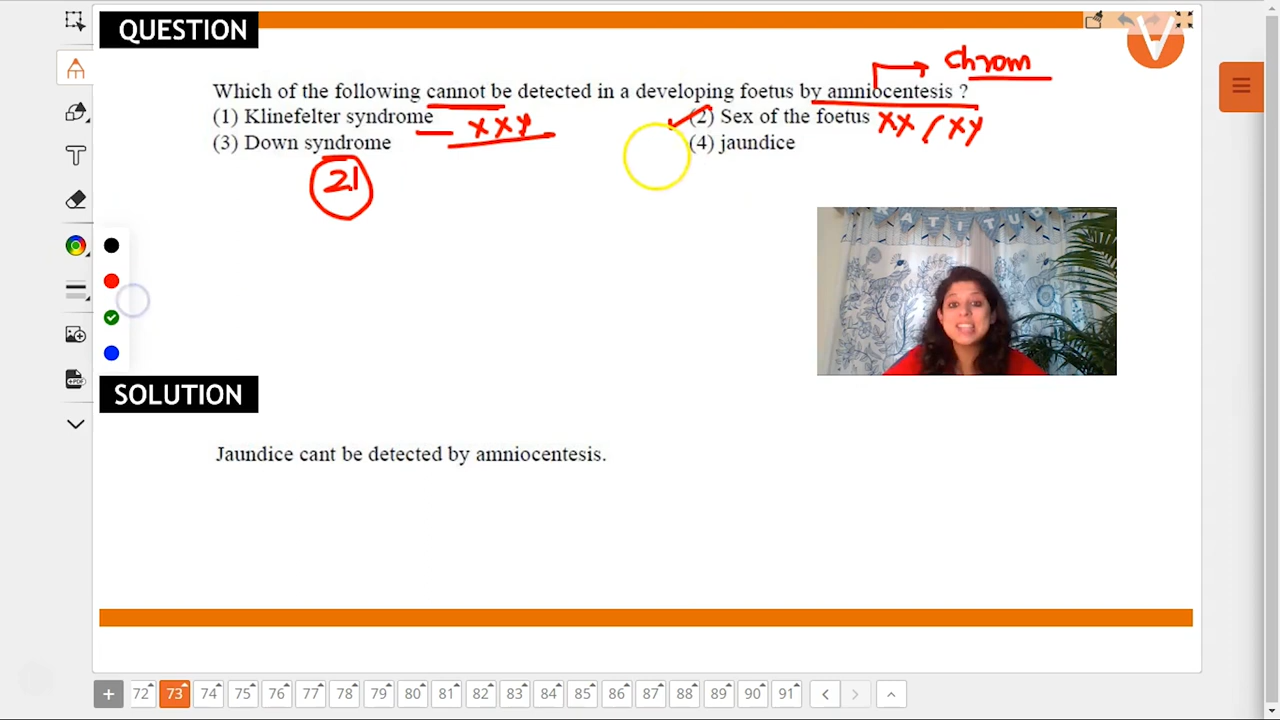 QUESTION
Chrom
Which of the following cannot be detected in a developing foetus by amniocentesis ?
(1) Klinefelter syndrome XXY (2) Sex of the foetus XX / XY
(3) Down syndrome (4) jaundice
21
SOLUTION
Jaundice cant be detected by amniocentesis.
72 73 74 75 76 77 78 79 80 81 82 83 84 85 86 87 88 89 90 91